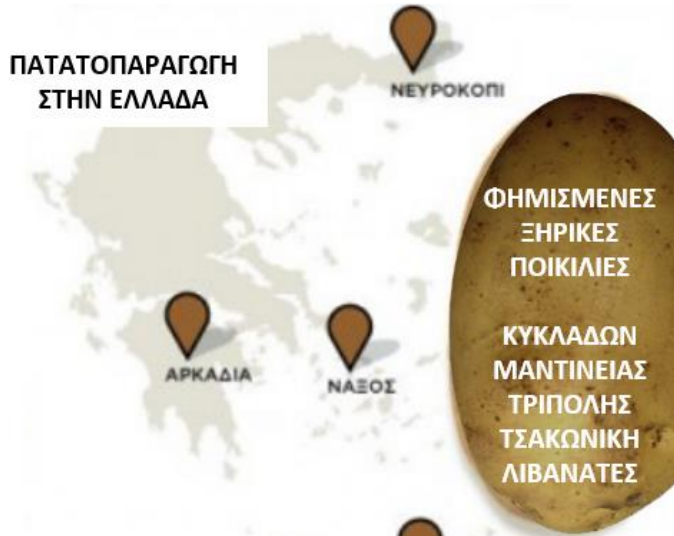 ΠΑΤΑΤΟΠΑΡΑΓΩΓΗ
ΣΤΗΝ ΕΛΛΑΔΑ
ΝΕΥΡΟΚΟΠΙ
ΑΡΚΑΔΙΑ
ΝΑΞΟΣ
ΦΗΜΙΣΜΕΝΕΣ
ΞΗΡΙΚΕΣ
ΠΟΙΚΙΛΙΕΣ
ΚΥΚΛΑΔΩΝ
ΜΑΝΤΙΝΕΙΑΣ
ΤΡΙΠΟΛΗΣ
ΤΣΑΚΩΝΙΚΗ
ΛΙΒΑΝΑΤΕΣ